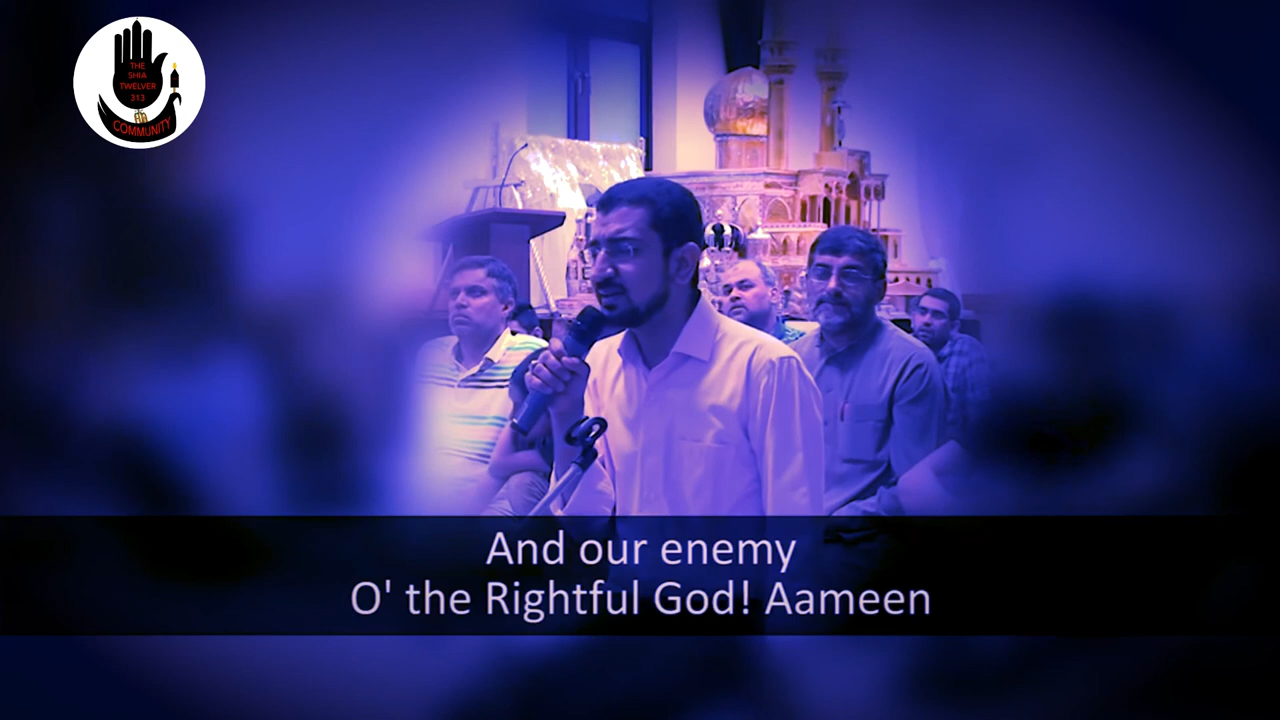 THE
SHIA
TWELVER
313
COMMUNITY
And our enemy
O' the Rightful God! Aameen